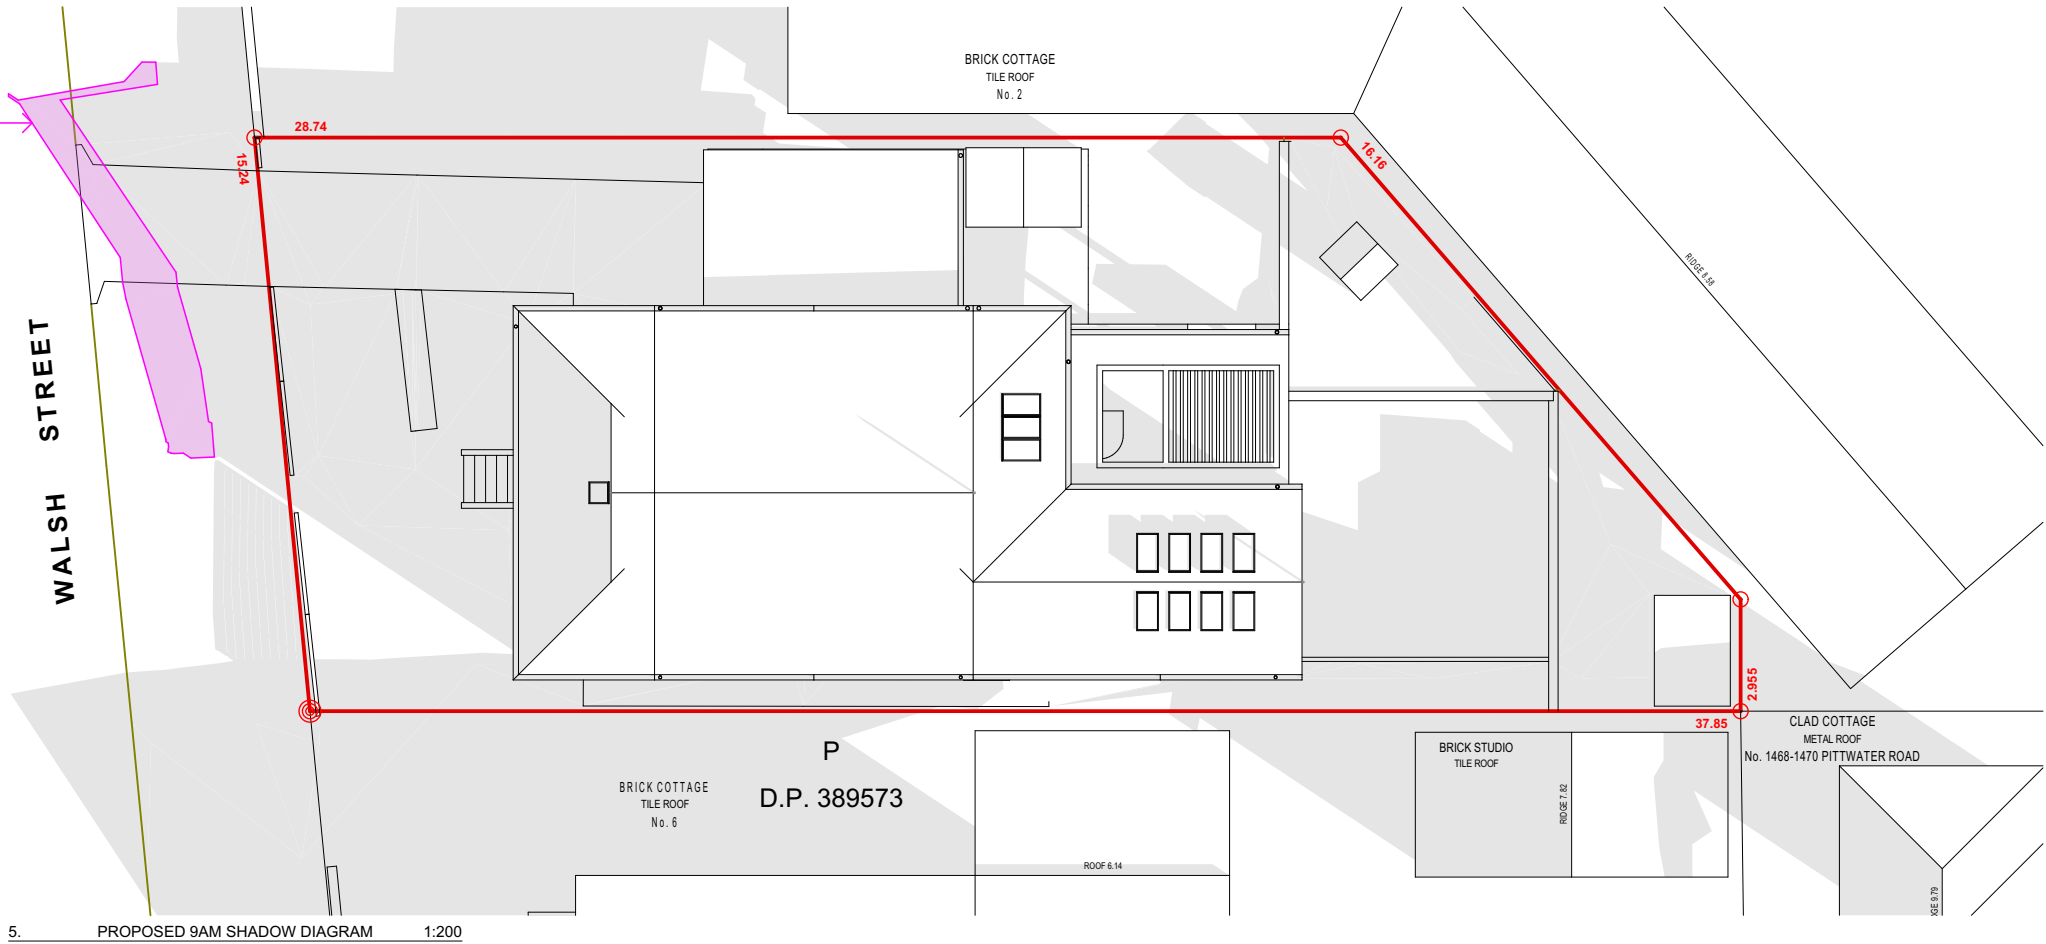 BRICK COTTAGE
TILE ROOF
No. 2
28.74
15.24
16.16
RIDGE 8.58
WALSH STREET
2.955
37.85
P
D.P. 389573
BRICK COTTAGE
TILE ROOF
No. 6
BRICK STUDIO
TILE ROOF
RIDGE 7.82
CLAD COTTAGE
METAL ROOF
No. 1468-1470 PITTWATER ROAD
ROOF 6.14
9.79
5. PROPOSED 9AM SHADOW DIAGRAM 1:200